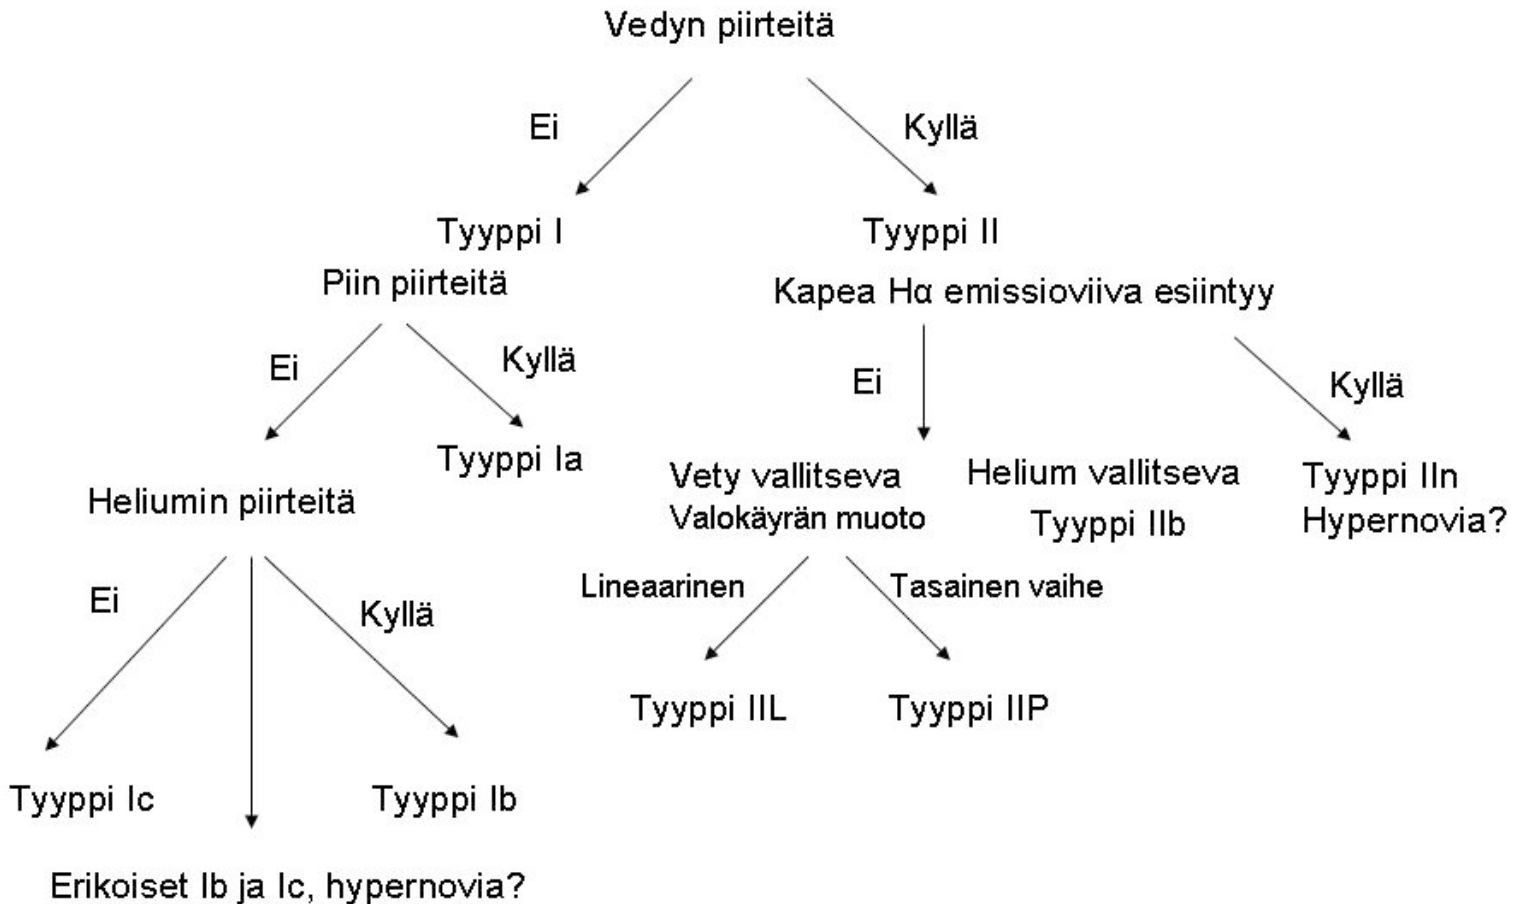 Vedyn piirteitä
Ei
Kyllä
Tyyppi I
Tyyppi II
Piin piirteitä
Kapea Hα emissioviiva esiintyy
Ei
Kyllä
Ei
Kyllä
Tyyppi Ia
Heliumin piirteitä
Vety vallitseva
Valokäyrän muoto
Helium vallitseva
Tyyppi IIb
Tyyppi IIn
Hypernovia?
Ei
Kyllä
Lineaarinen
Tasainen vaihe
Tyyppi IIL
Tyyppi IIP
Tyyppi Ic
Tyyppi Ib
Erikoiset Ib ja Ic, hypernovia?